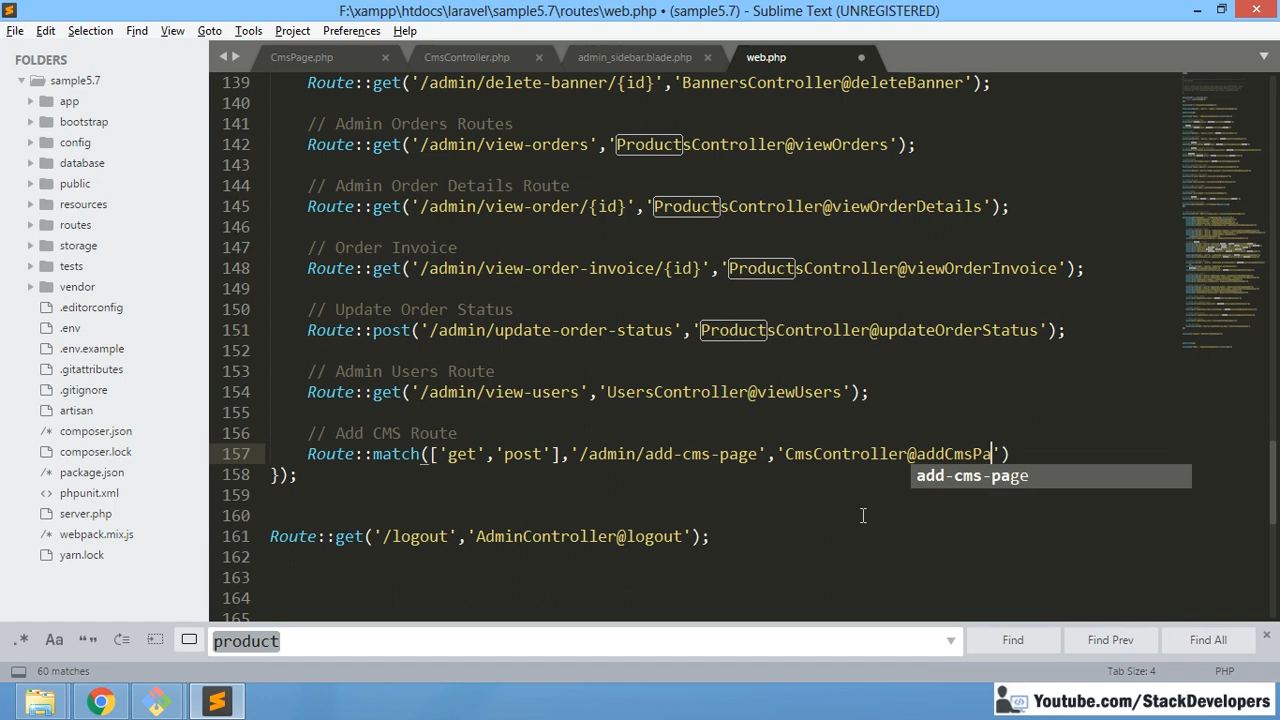 F:\xampp\htdocs\laravel\sample5.7\routes\web.php • (sample5.7) - Sublime Text (UNREGISTERED)
File Edit Selection Find View Goto Tools Project Preferences Help
FOLDERS
sample5.7
app
bootstrap
config
database
public
resources
routes
storage
tests
vendor
.editorconfig
.env
.env.example
.gitattributes
.gitignore
artisan
composer.json
composer.lock
package.json
phpunit.xml
server.php
webpack.mix.js
yarn.lock
CmsPage.php CmsController.php admin_sidebar.blade.php web.php
139 Route::get('/admin/delete-banner/{id}','BannersController@deleteBanner');
140
141 // Admin Orders Routes
142 Route::get('/admin/view-orders','ProductsController@viewOrders');
143
144 // Admin Order Details Route
145 Route::get('/admin/view-order/{id}','ProductsController@viewOrderDetails');
146
147 // Order Invoice
148 Route::get('/admin/view-order-invoice/{id}','ProductsController@viewOrderInvoice');
149
150 // Update Order Status
151 Route::post('/admin/update-order-status','ProductsController@updateOrderStatus');
152
153 // Admin Users Route
154 Route::get('/admin/view-users','UsersController@viewUsers');
155
156 // Add CMS Route
157 Route::match(['get','post'],'/admin/add-cms-page','CmsController@addCmsPa')
add-cms-page
158 });
159
160
161 Route::get('/logout','AdminController@logout');
162
163
164
165
.* Aa “” product Find Find Prev Find All
60 matches Tab Size: 4 PHP
Youtube.com/StackDevelopers